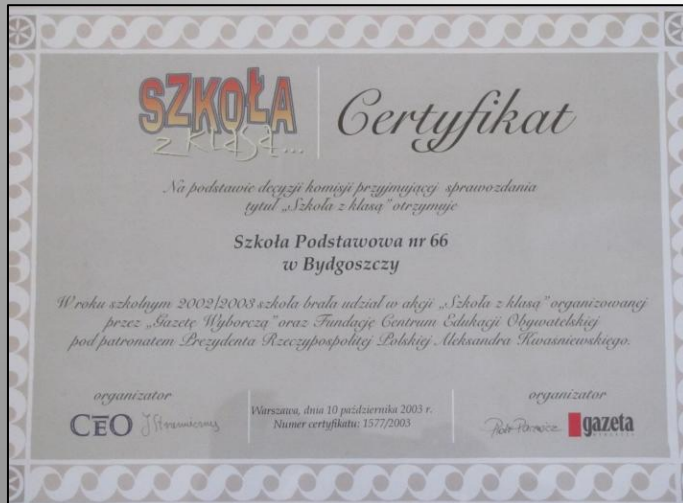 SZKOŁA
z klasą...
Certyfikat
Na podstawie decyzji komisji przyjmującej sprawozdania
tytuł „Szkoła z klasą” otrzymuje
Szkoła Podstawowa nr 66
w Bydgoszczy
W roku szkolnym 2002/2003 szkoła brała udział w akcji „Szkoła z klasą” organizowanej
przez „Gazetę Wyborczą” oraz Fundację Centrum Edukacji Obywatelskiej
pod patronatem Prezydenta Rzeczypospolitej Polskiej Aleksandra Kwaśniewskiego.
organizator
CEO
Warszawa, dnia 10 października 2003 r.
Numer certyfikatu: 1577/2003
organizator
gazeta